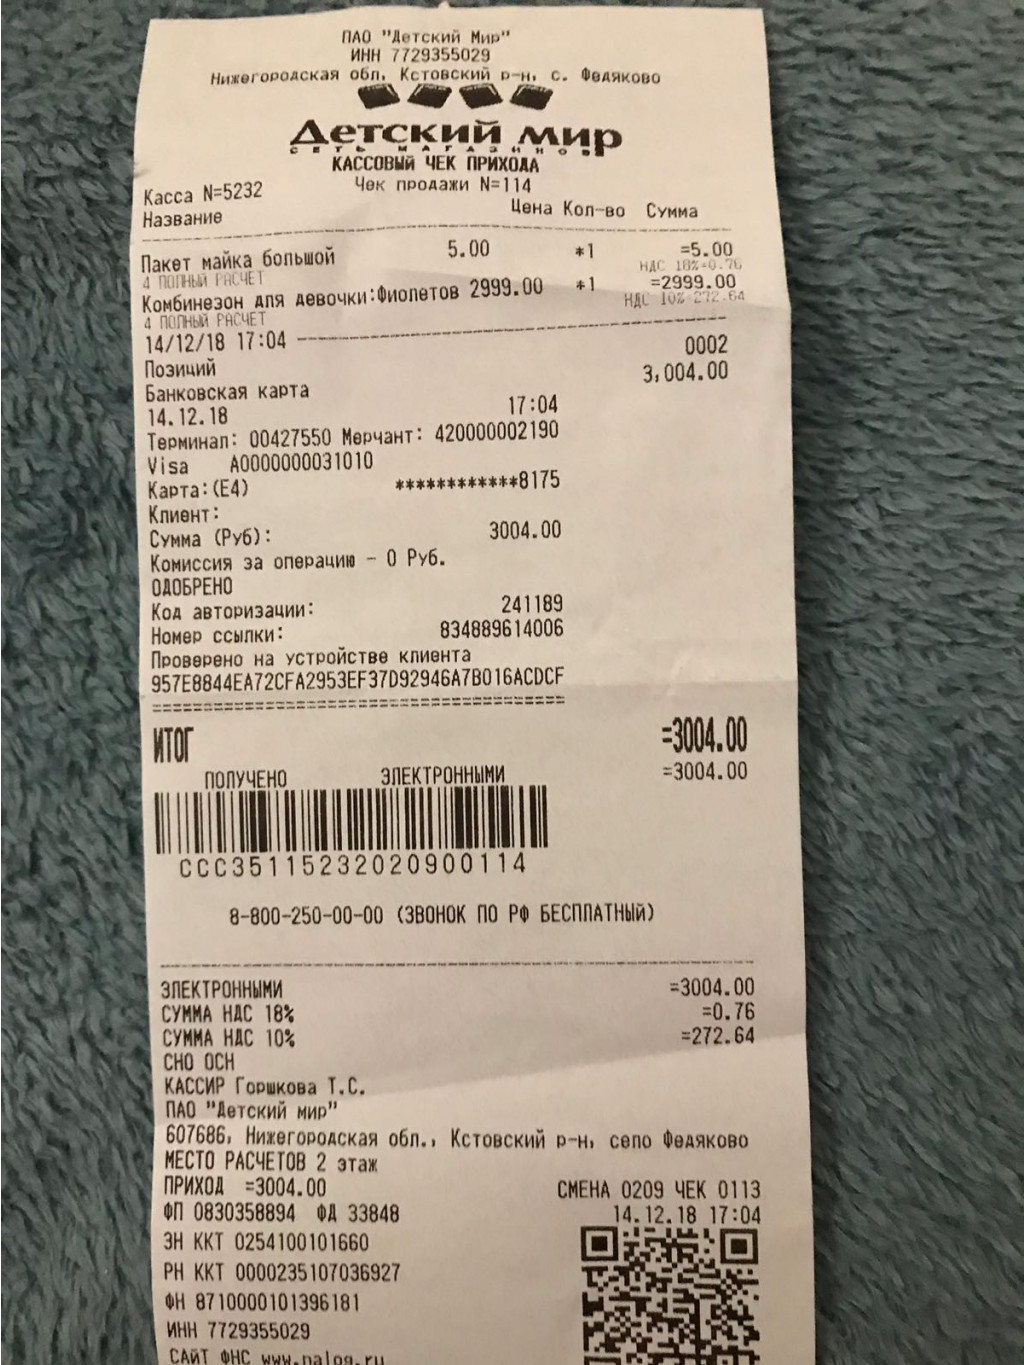 ПАО "Детский Мир"
ИНН 7729355029
Нижегородская обл, Кстовский р-н, с. Федяково
Детский мир
СЕТЬ МАГАЗИНОВ
КАССОВЫЙ ЧЕК ПРИХОДА
Касса N=5232 Чек продажи N=114
Название Цена Кол-во Сумма
Пакет майка большой 5.00 *1 =5.00
4 ПОЛНЫЙ РАСЧЕТ НДС 18%=0.76
Комбинезон для девочки:Фиолетов 2999.00 *1 =2999.00
4 ПОЛНЫЙ РАСЧЕТ НДС 10%=272.64
14/12/18 17:04
Позиций 0002
Банковская карта 3,004.00
14.12.18 17:04
Терминал: 00427550 Мерчант: 420000002190
Visa A0000000031010
Карта:(E4) ************8175
Клиент:
Сумма (Руб): 3004.00
Комиссия за операцию - 0 Руб.
ОДОБРЕНО
Код авторизации: 241189
Номер ссылки: 834889614006
Проверено на устройстве клиента
957E8844EA72CFA2953EF37D92946A7B016ACDCF
==============================================
ИТОГ =3004.00
ПОЛУЧЕНО ЭЛЕКТРОННЫМИ =3004.00
CCC35115232020900114
8-800-250-00-00 (ЗВОНОК ПО РФ БЕСПЛАТНЫЙ)
ЭЛЕКТРОННЫМИ =3004.00
СУММА НДС 18% =0.76
СУММА НДС 10% =272.64
СНО ОСН
КАССИР Горшкова Т.С.
ПАО "Детский мир"
607686, Нижегородская обл., Кстовский р-н, село Федяково
МЕСТО РАСЧЕТОВ 2 этаж
ПРИХОД =3004.00 СМЕНА 0209 ЧЕК 0113
ФП 0830358894 ФД 33848 14.12.18 17:04
ЗН ККТ 0254100101660
РН ККТ 0000235107036927
ФН 8710000101396181
ИНН 7729355029
САЙТ ФНС www.nalog.ru